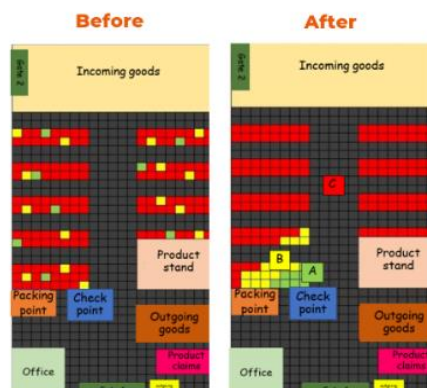 Before
After
Gate 2
Incoming goods
Product
stand
Packing
point
Check
point
Outgoing
goods
Office
Product
claims
Gate 2
Incoming goods
C
B
A
Product
stand
Packing
point
Check
point
Outgoing
goods
Office
Product
claims